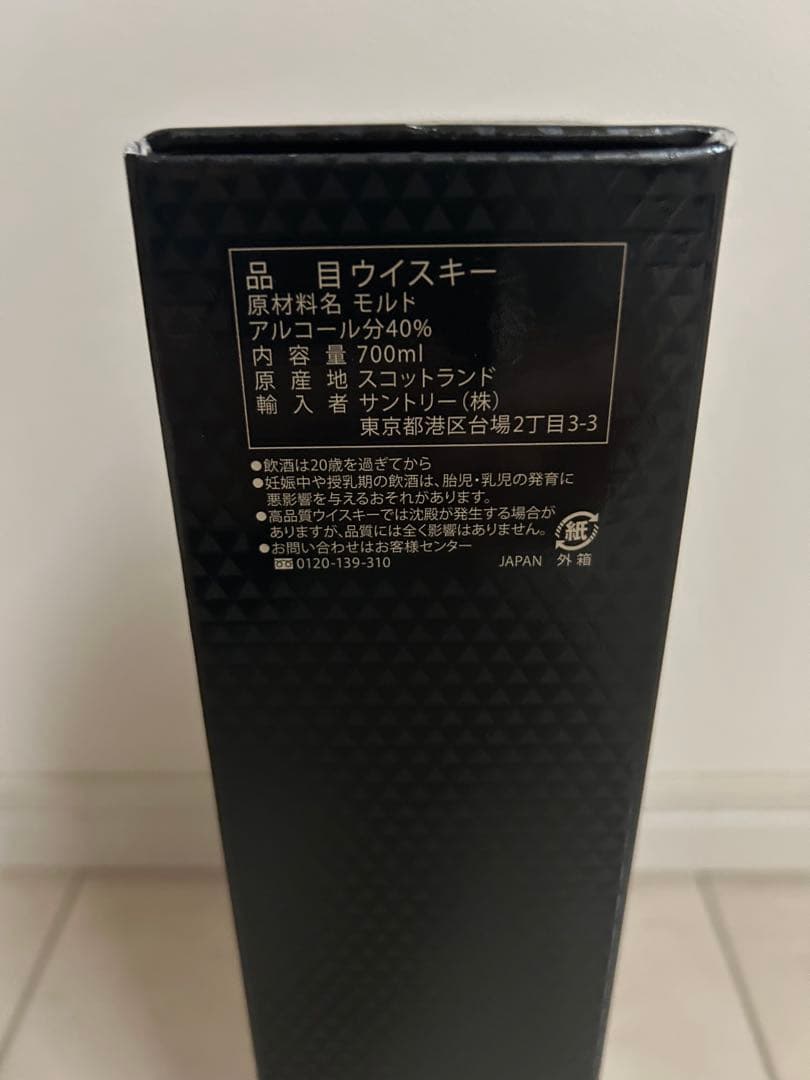 品 目 ウイスキー
原材料名 モルト
アルコール分40%
内容量 700ml
原産地 スコットランド
輸入者 サントリー(株)
東京都港区台場2丁目3-3
●飲酒は20歳を過ぎてから
●妊娠中や授乳期の飲酒は、胎児・乳児の発育に
悪影響を与えるおそれがあります。
●高品質ウイスキーでは沈殿が発生する場合が
ありますが、品質には全く影響はありません。
●お問い合わせはお客様センター
0120-139-310
紙
JAPAN 外箱